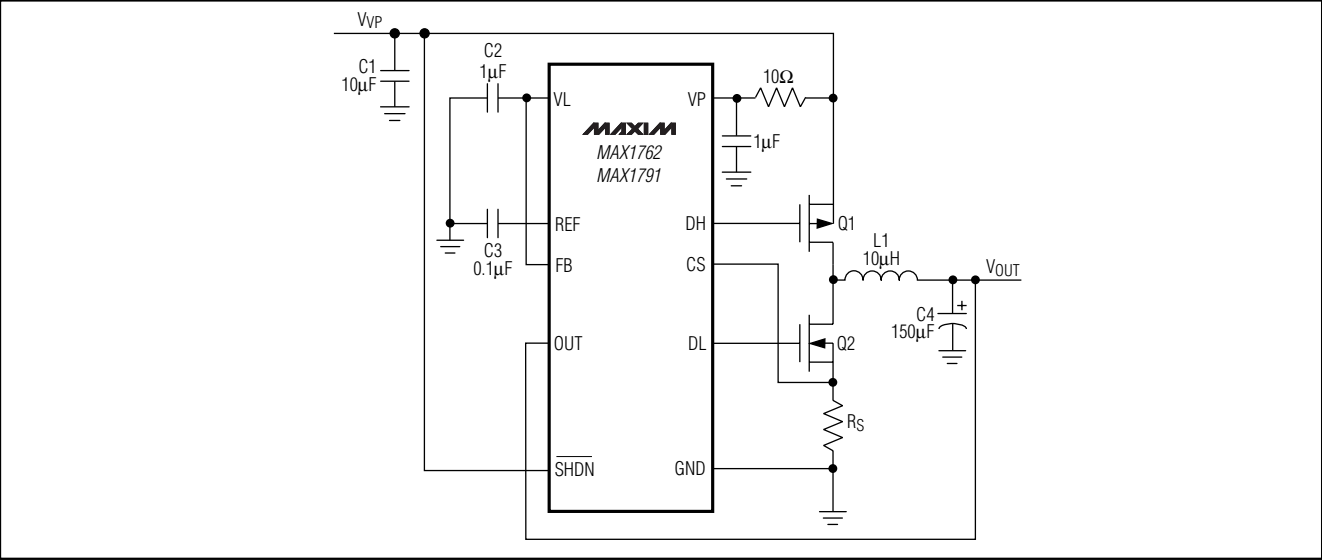 VVP
C1
10µF
C2
1µF
VL
VP
10Ω
MAXIM
MAX1762
MAX1791
1µF
REF
C3
0.1µF
FB
DH
Q1
CS
L1
10µH
VOUT
C4
150µF
+
OUT
DL
Q2
RS
SHDN
GND